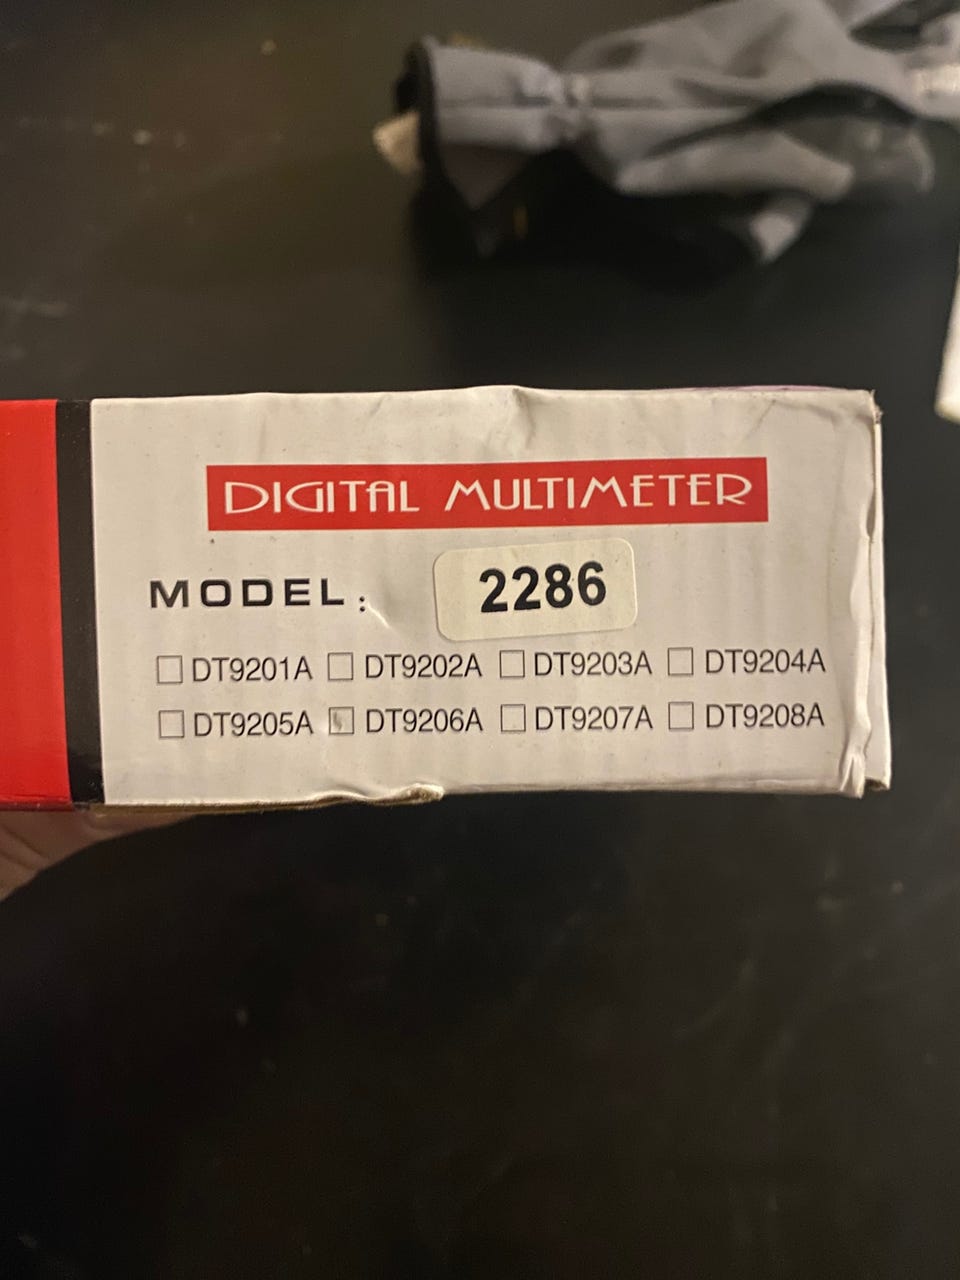 DIGITAL MULTIMETER
MODEL: 2286
DT9201A DT9202A DT9203A DT9204A
DT9205A DT9206A DT9207A DT9208A